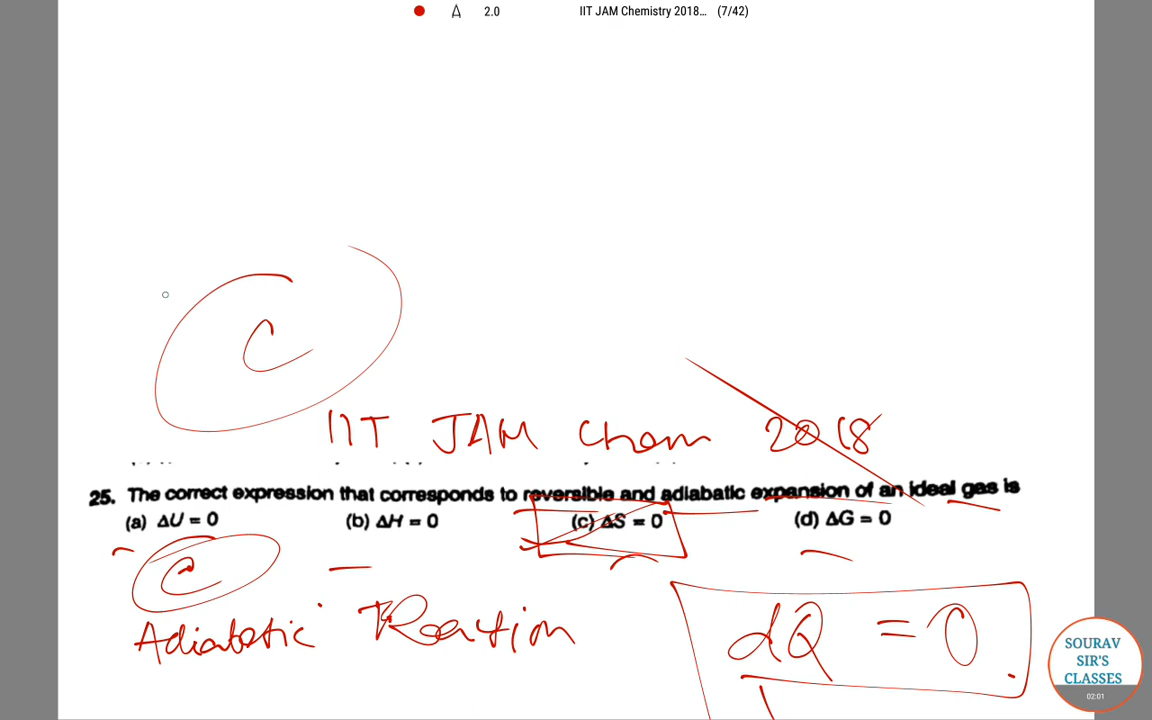 2.0 IIT JAM Chemistry 2018... (7/42)
C
IIT JAM Chem 2018
25. The correct expression that corresponds to reversible and adiabatic expansion of an ideal gas is
(a) ΔU = 0 (b) ΔH = 0 (c) ΔS = 0 (d) ΔG = 0
Adiabatic Reaction
dQ = 0
SOURAV
SIR'S
CLASSES
02:01